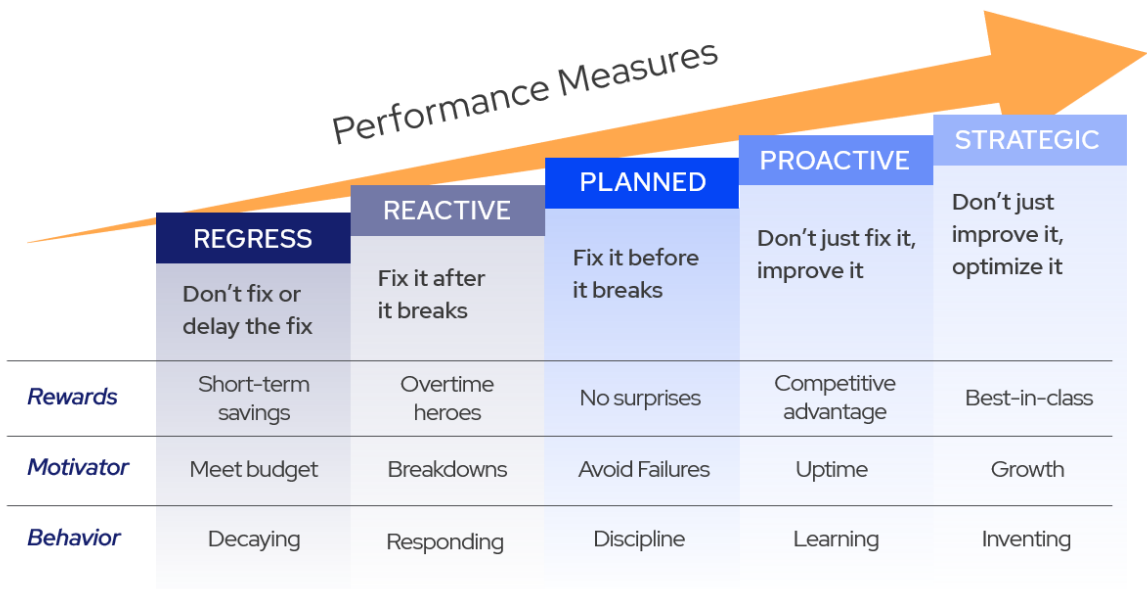 Performance Measures
REGRESS
Don’t fix or
delay the fix
REACTIVE
Fix it after
it breaks
PLANNED
Fix it before
it breaks
PROACTIVE
Don’t just fix it,
improve it
STRATEGIC
Don’t just
improve it,
optimize it
Rewards
Short-term
savings
Overtime
heroes
No surprises
Competitive
advantage
Best-in-class
Motivator
Meet budget
Breakdowns
Avoid Failures
Uptime
Growth
Behavior
Decaying
Responding
Discipline
Learning
Inventing